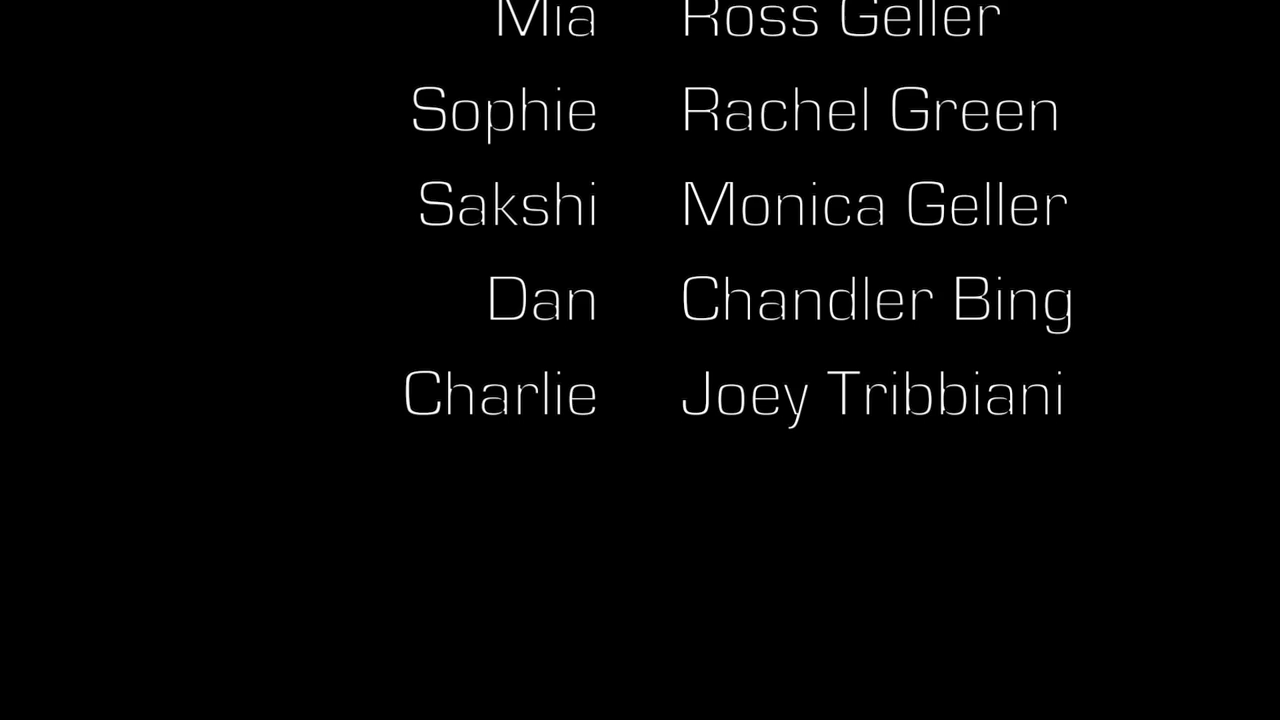 Mia Ross Geller
Sophie Rachel Green
Sakshi Monica Geller
Dan Chandler Bing
Charlie Joey Tribbiani